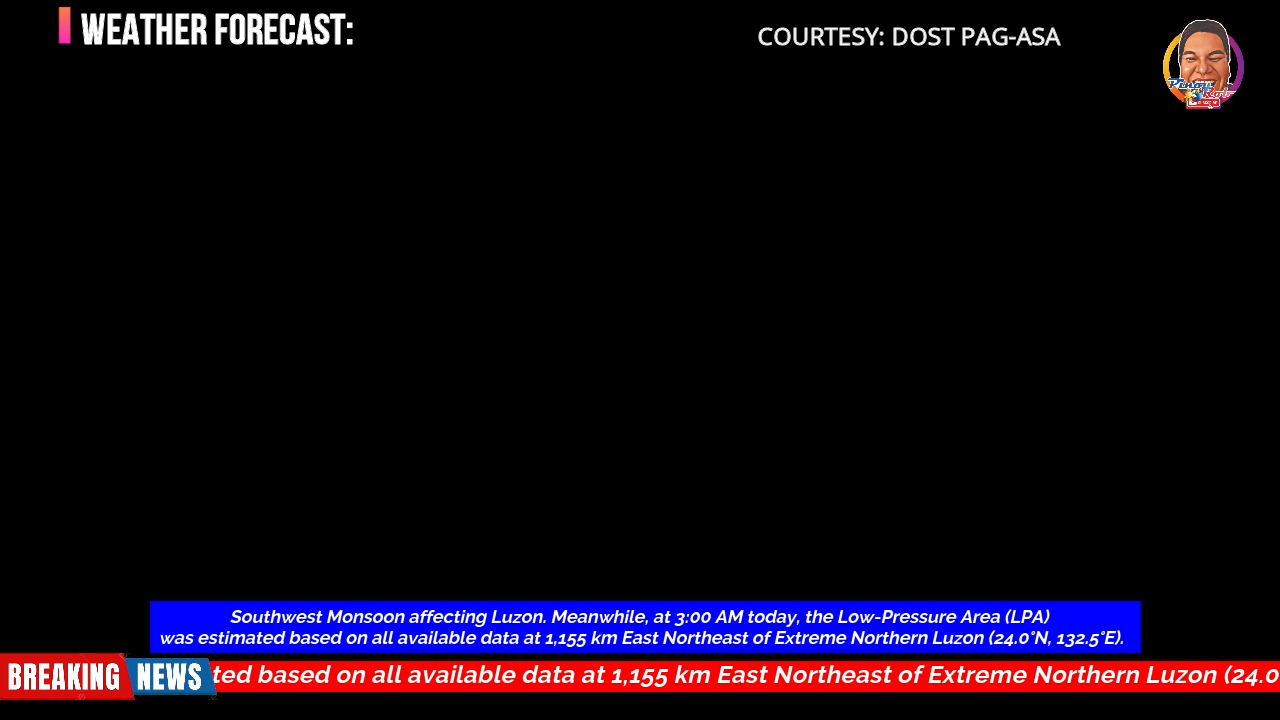 WEATHER FORECAST:
COURTESY: DOST PAG-ASA
Pinoy
Southwest Monsoon affecting Luzon. Meanwhile, at 3:00 AM today, the Low-Pressure Area (LPA)
was estimated based on all available data at 1,155 km East Northeast of Extreme Northern Luzon (24.0°N, 132.5°E).
BREAKING NEWS
ted based on all available data at 1,155 km East Northeast of Extreme Northern Luzon (24.0